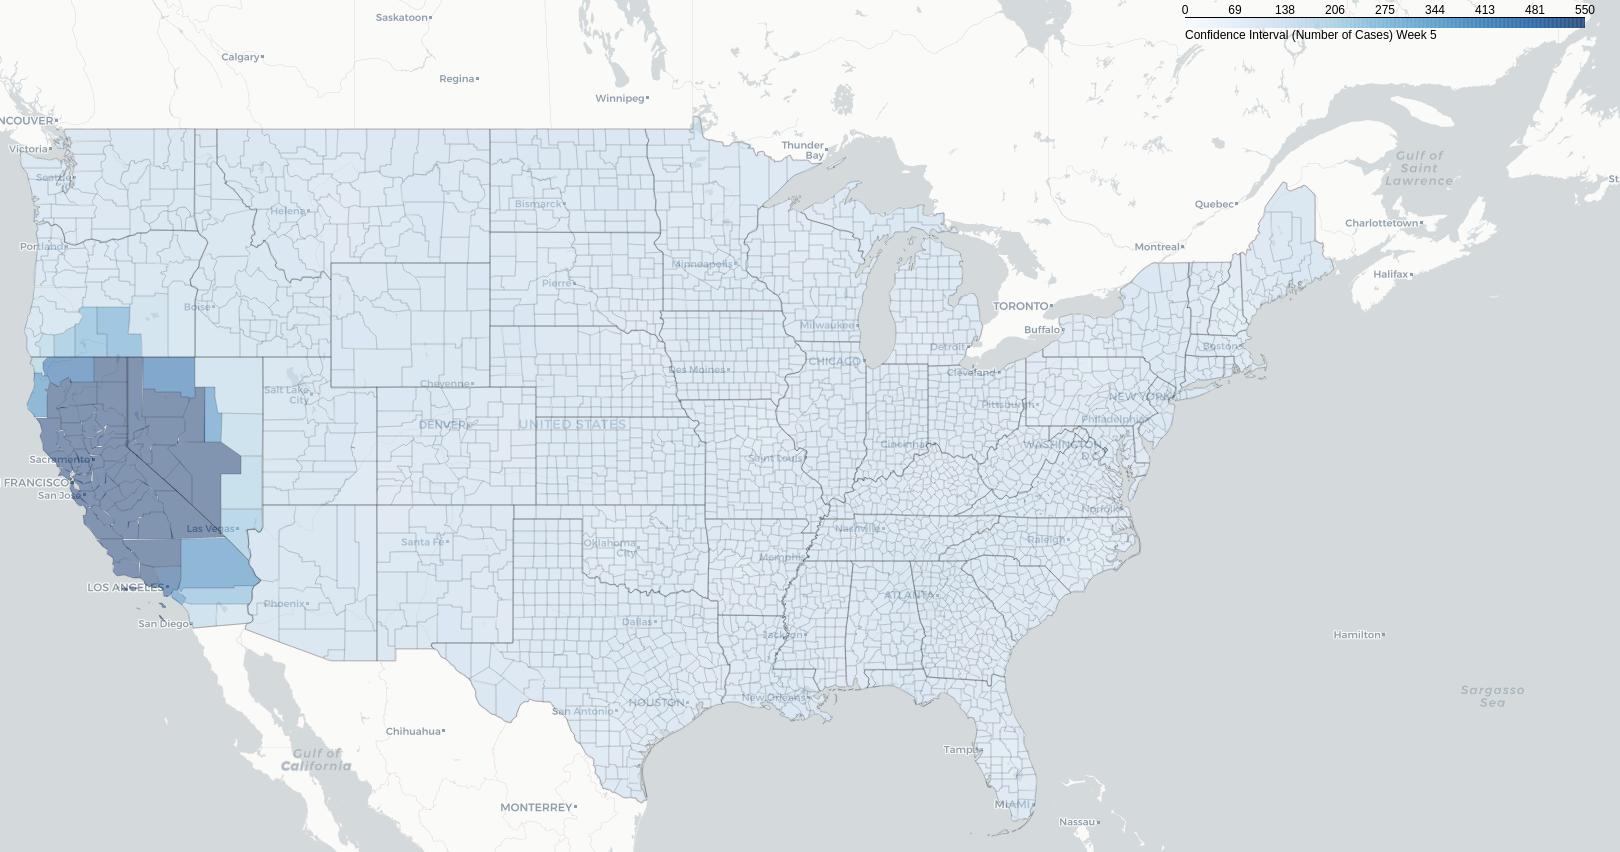 0 69 138 206 275 344 413 481 550
Confidence Interval (Number of Cases) Week 5
Saskatoon
Calgary
Regina
Winnipeg
NCOUVER
Victoria
Thunder
Bay
Gulf of
Saint
Lawrence
St
Seattle
Helena
Bismarck
Quebec
Charlottetown
Portland
Montreal
Minneapolis
Halifax
Pierre
Boise
TORONTO
Buffalo
Milwaukee
Detroit
Boston
CHICAGO
Des Moines
Cleveland
Cheyenne
Salt Lake
City
NEW YORK
Pittsburgh
Philadelphia
DENVER
UNITED STATES
Cincinnati
WASHINGTON
D.C.
Sacramento
Saint Louis
FRANCISCO
San Jose
Norfolk
Las Vegas
Nashville
Raleigh
Santa Fe
Oklahoma
City
Memphis
LOS ANGELES
Phoenix
ATLANTA
San Diego
Dallas
Jackson
Hamilton
Sargasso
Sea
New Orleans
HOUSTON
San Antonio
Chihuahua
Gulf of
California
Tampa
MIAMI
MONTERREY
Nassau